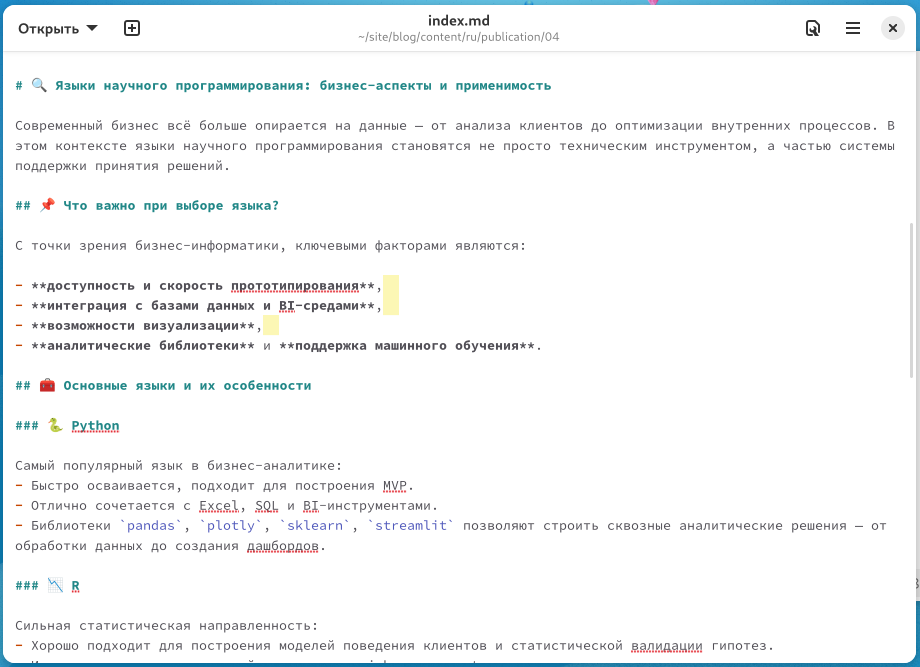 Открыть
index.md
~/site/blog/content/ru/publication/04
# 🔍 Языки научного программирования: бизнес-аспекты и применимость
Современный бизнес всё больше опирается на данные — от анализа клиентов до оптимизации внутренних процессов. В
этом контексте языки научного программирования становятся не просто техническим инструментом, а частью системы
поддержки принятия решений.
## 📌 Что важно при выборе языка?
С точки зрения бизнес-информатики, ключевыми факторами являются:
- **доступность и скорость прототипирования**,
- **интеграция с базами данных и BI-средами**,
- **возможности визуализации**,
- **аналитические библиотеки** и **поддержка машинного обучения**.
## 🧰 Основные языки и их особенности
### 🐍 Python
Самый популярный язык в бизнес-аналитике:
- Быстро осваивается, подходит для построения MVP.
- Отлично сочетается с Excel, SQL и BI-инструментами.
- Библиотеки `pandas`, `plotly`, `sklearn`, `streamlit` позволяют строить сквозные аналитические решения — от
обработки данных до создания дашбордов.
### 📉 R
Сильная статистическая направленность:
- Хорошо подходит для построения моделей поведения клиентов и статистической валидации гипотез.